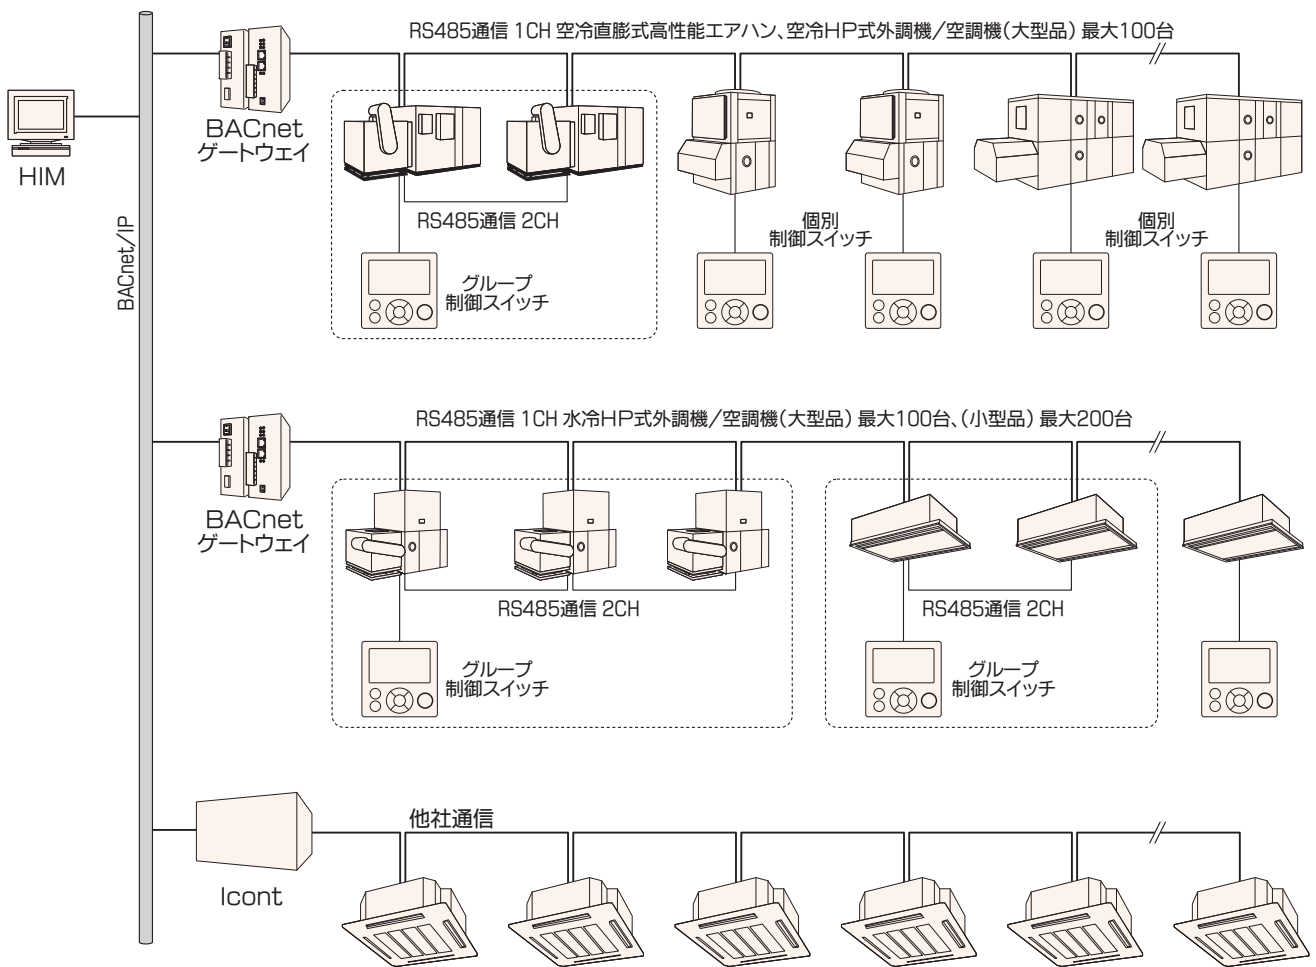 RS485通信 1CH 空冷直膨式高性能エアハン、空冷HP式外調機/空調機(大型品) 最大100台
BACnet
ゲートウェイ
HIM
BACnet/IP
RS485通信 2CH
グループ
制御スイッチ
個別
制御スイッチ
個別
制御スイッチ
RS485通信 1CH 水冷HP式外調機/空調機(大型品) 最大100台、(小型品) 最大200台
BACnet
ゲートウェイ
RS485通信 2CH
グループ
制御スイッチ
RS485通信 2CH
グループ
制御スイッチ
他社通信
Icont